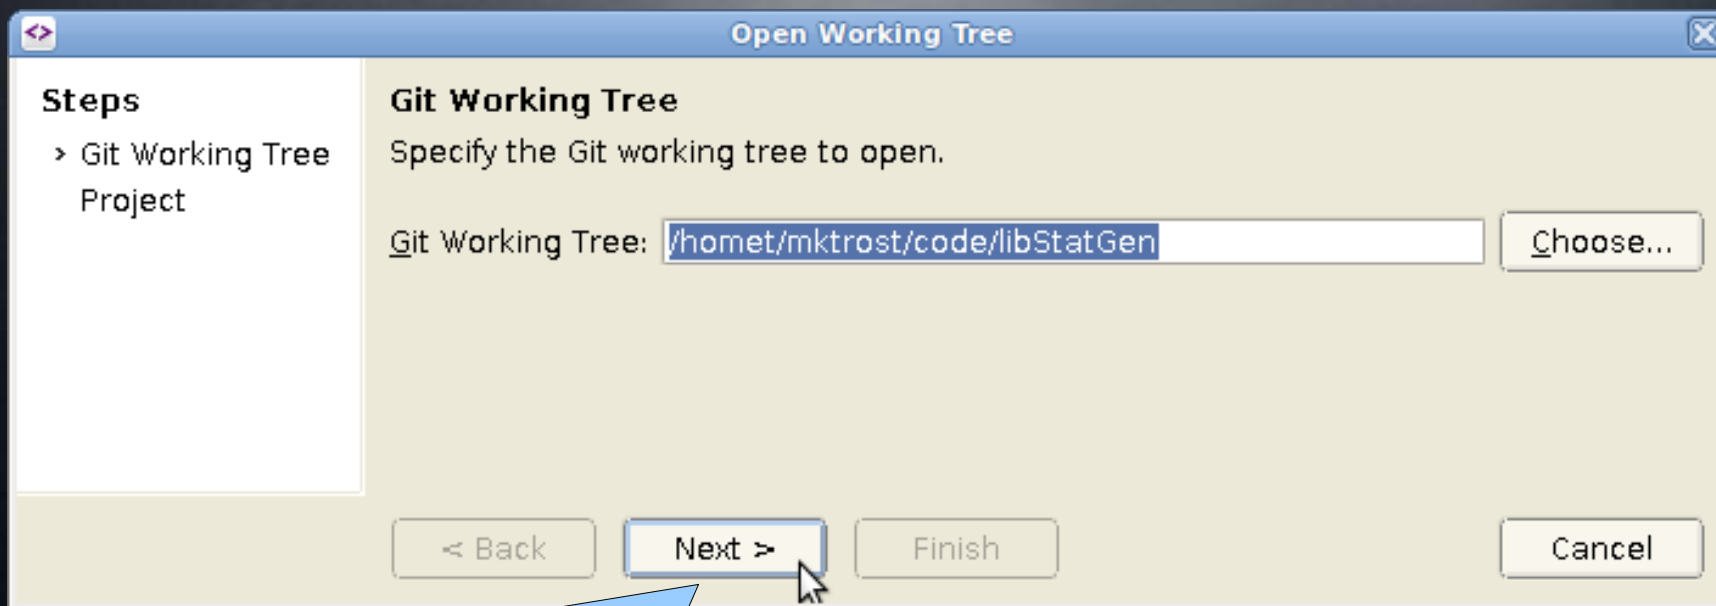 Open Working Tree
Steps
> Git Working Tree
Project
Git Working Tree
Specify the Git working tree to open.
Git Working Tree: /homet/mktrost/code/libStatGen Choose...
< Back Next > Finish Cancel